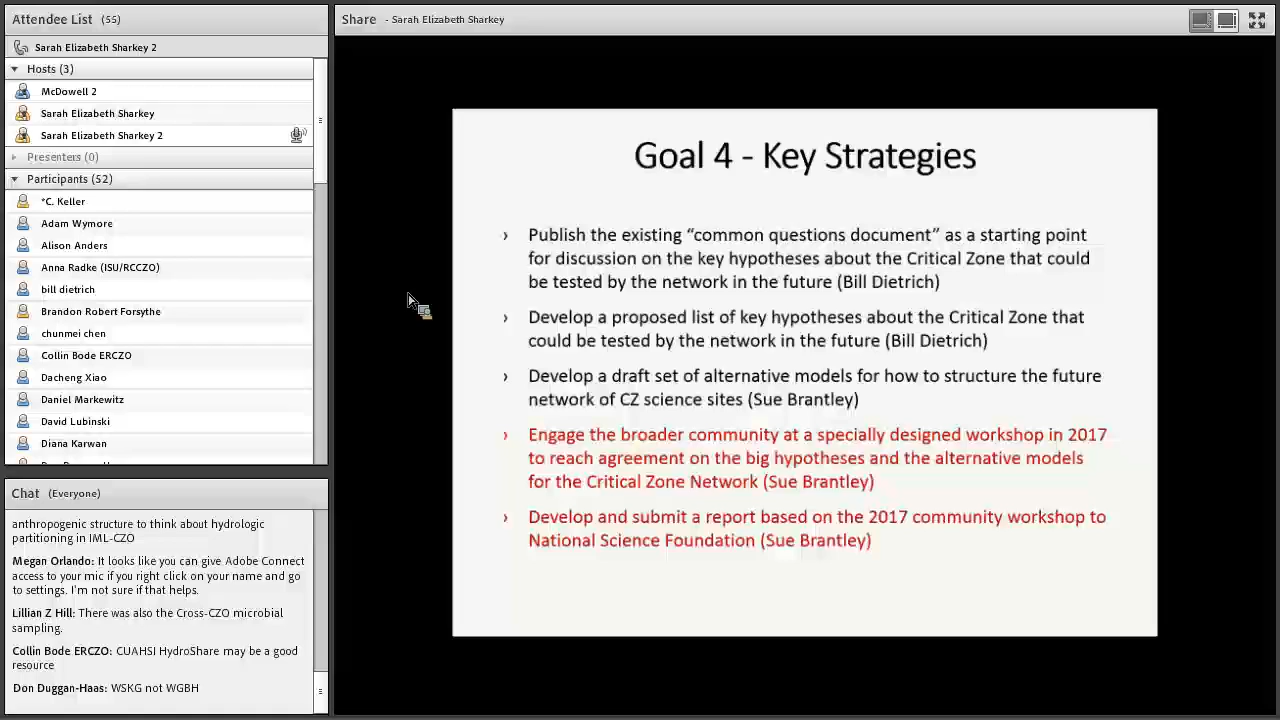 Attendee List (55)
Sarah Elizabeth Sharkey 2
Hosts (3)
McDowell 2
Sarah Elizabeth Sharkey
Sarah Elizabeth Sharkey 2
Presenters (0)
Participants (52)
*C. Keller
Adam Wymore
Alison Anders
Anna Radke (ISU/RCCZO)
bill dietrich
Brandon Robert Forsythe
chunmei chen
Collin Bode ERCZO
Dacheng Xiao
Daniel Markewitz
David Lubinski
Diana Karwan
Chat (Everyone)
anthropogenic structure to think about hydrologic
partitioning in IML-CZO
Megan Orlando: It looks like you can give Adobe Connect
access to your mic if you right click on your name and go
to settings. I'm not sure if that helps.
Lillian Z Hill: There was also the Cross-CZO microbial
sampling.
Collin Bode ERCZO: CUAHSI HydroShare may be a good
resource
Don Duggan-Haas: WSKG not WGBH
Share - Sarah Elizabeth Sharkey
Goal 4 - Key Strategies
› Publish the existing “common questions document” as a starting point
for discussion on the key hypotheses about the Critical Zone that could
be tested by the network in the future (Bill Dietrich)
› Develop a proposed list of key hypotheses about the Critical Zone that
could be tested by the network in the future (Bill Dietrich)
› Develop a draft set of alternative models for how to structure the future
network of CZ science sites (Sue Brantley)
› Engage the broader community at a specially designed workshop in 2017
to reach agreement on the big hypotheses and the alternative models
for the Critical Zone Network (Sue Brantley)
› Develop and submit a report based on the 2017 community workshop to
National Science Foundation (Sue Brantley)